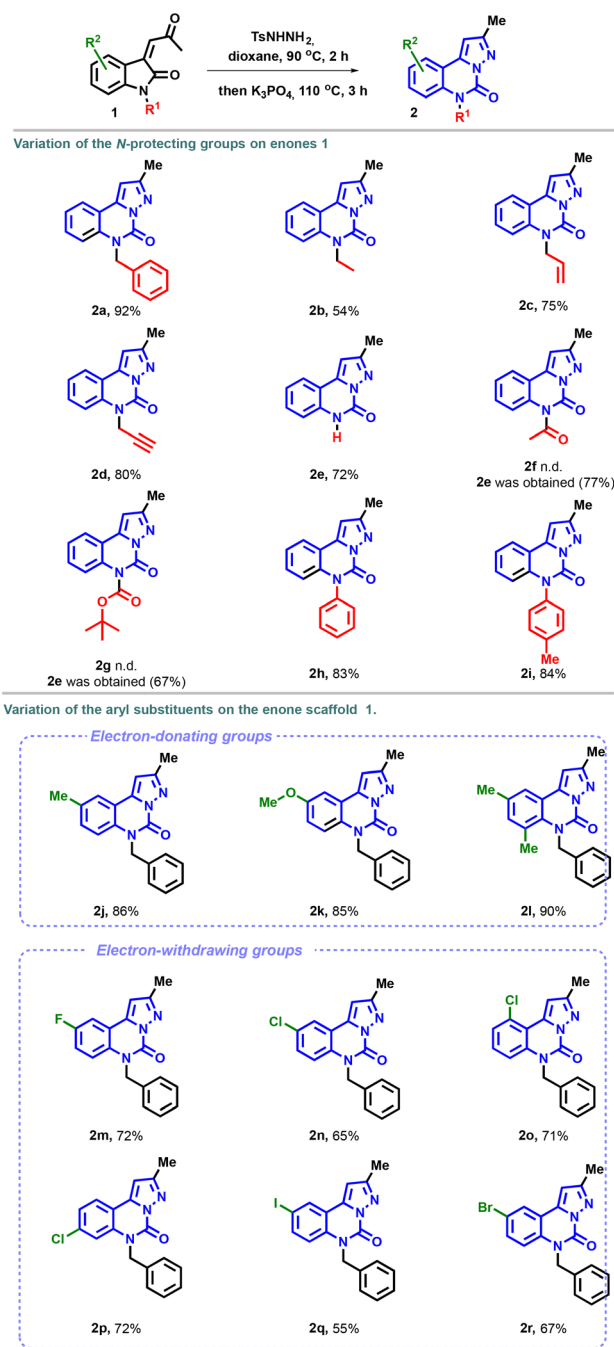 TsNHNH2,
dioxane, 90 °C, 2 h
then K3PO4, 110 °C, 3 h
R2
O
O
N
R1
1
Me
R2
N
N
O
N
R1
2
Variation of the N-protecting groups on enones 1
Me
N
N
N
O
2a, 92%
Me
N
N
N
O
2b, 54%
Me
N
N
N
O
2c, 75%
Me
N
N
N
O
2d, 80%
Me
N
N
N
O
H
2e, 72%
Me
N
N
N
O
O
2f n.d.
2e was obtained (77%)
Me
N
N
N
O
O
O
2g n.d.
2e was obtained (67%)
Me
N
N
N
O
2h, 83%
Me
N
N
N
O
Me
2i, 84%
Variation of the aryl substituents on the enone scaffold 1.
Electron-donating groups
Me
Me
N
N
N
O
2j, 86%
Me
O
Me
N
N
N
O
2k, 85%
Me
Me
N
N
N
O
Me
2l, 90%
Electron-withdrawing groups
Me
F
N
N
N
O
2m, 72%
Me
Cl
N
N
N
O
2n, 65%
Me
Cl
N
N
N
O
2o, 71%
Me
N
N
Cl
N
O
2p, 72%
Me
I
N
N
N
O
2q, 55%
Me
Br
N
N
N
O
2r, 67%